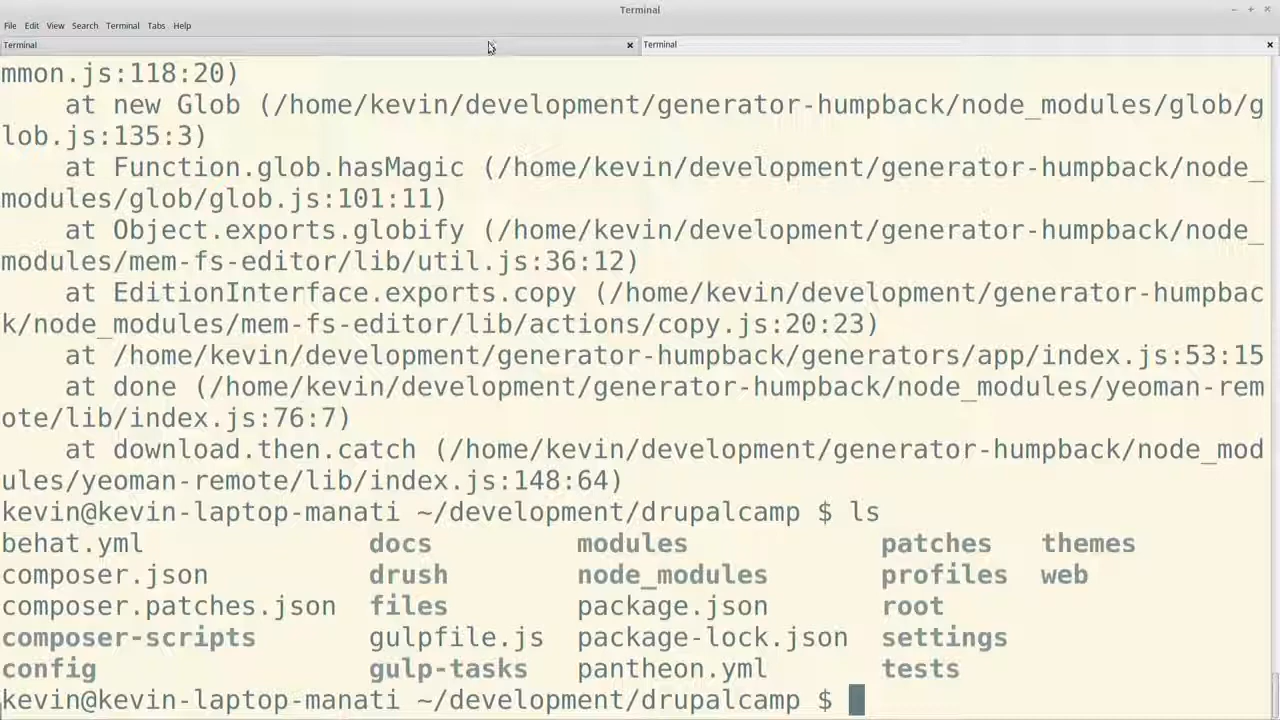 Terminal
File Edit View Search Terminal Tabs Help
Terminal Terminal
mmon.js:118:20)
    at new Glob (/home/kevin/development/generator-humpback/node_modules/glob/g
lob.js:135:3)
    at Function.glob.hasMagic (/home/kevin/development/generator-humpback/node_
modules/glob/glob.js:101:11)
    at Object.exports.globify (/home/kevin/development/generator-humpback/node_
modules/mem-fs-editor/lib/util.js:36:12)
    at EditionInterface.exports.copy (/home/kevin/development/generator-humpbac
k/node_modules/mem-fs-editor/lib/actions/copy.js:20:23)
    at /home/kevin/development/generator-humpback/generators/app/index.js:53:15
    at done (/home/kevin/development/generator-humpback/node_modules/yeoman-rem
ote/lib/index.js:76:7)
    at download.then.catch (/home/kevin/development/generator-humpback/node_mod
ules/yeoman-remote/lib/index.js:148:64)
kevin@kevin-laptop-manati ~/development/drupalcamp $ ls
behat.yml docs modules patches themes
composer.json drush node_modules profiles web
composer.patches.json files package.json root
composer-scripts gulpfile.js package-lock.json settings
config gulp-tasks pantheon.yml tests
kevin@kevin-laptop-manati ~/development/drupalcamp $